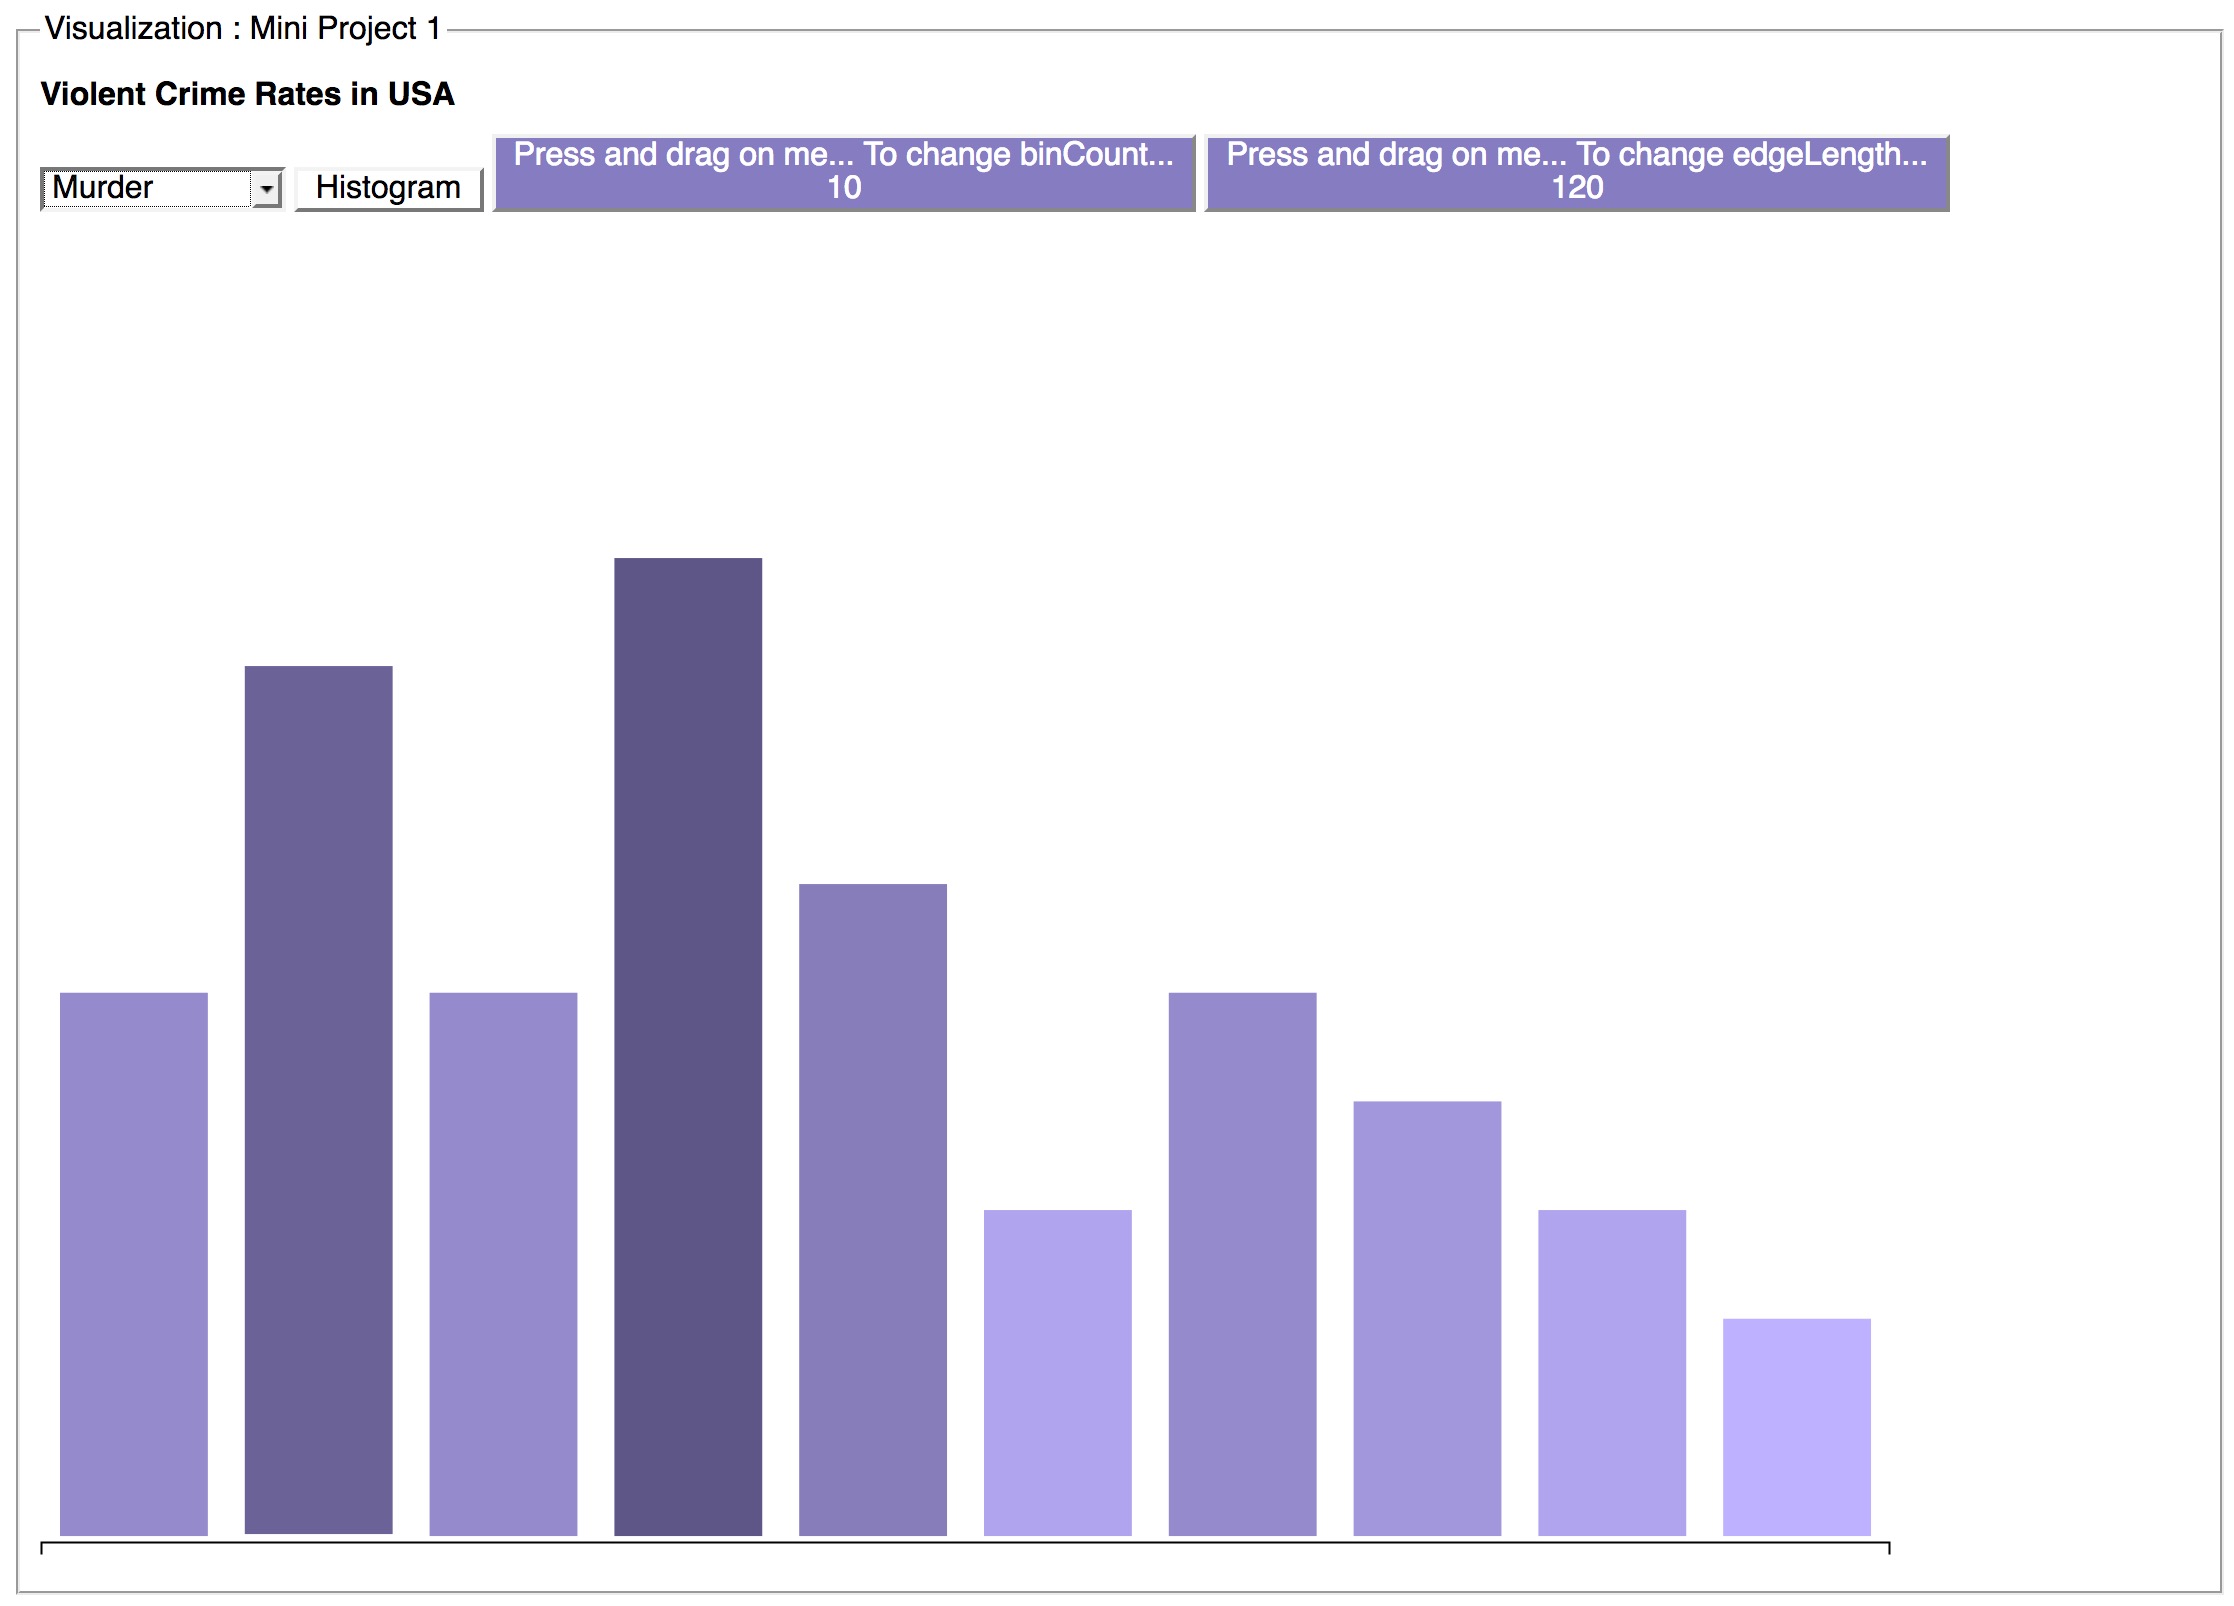 Visualization : Mini Project 1
Violent Crime Rates in USA
Murder
Histogram
Press and drag on me... To change binCount...
10
Press and drag on me... To change edgeLength...
120